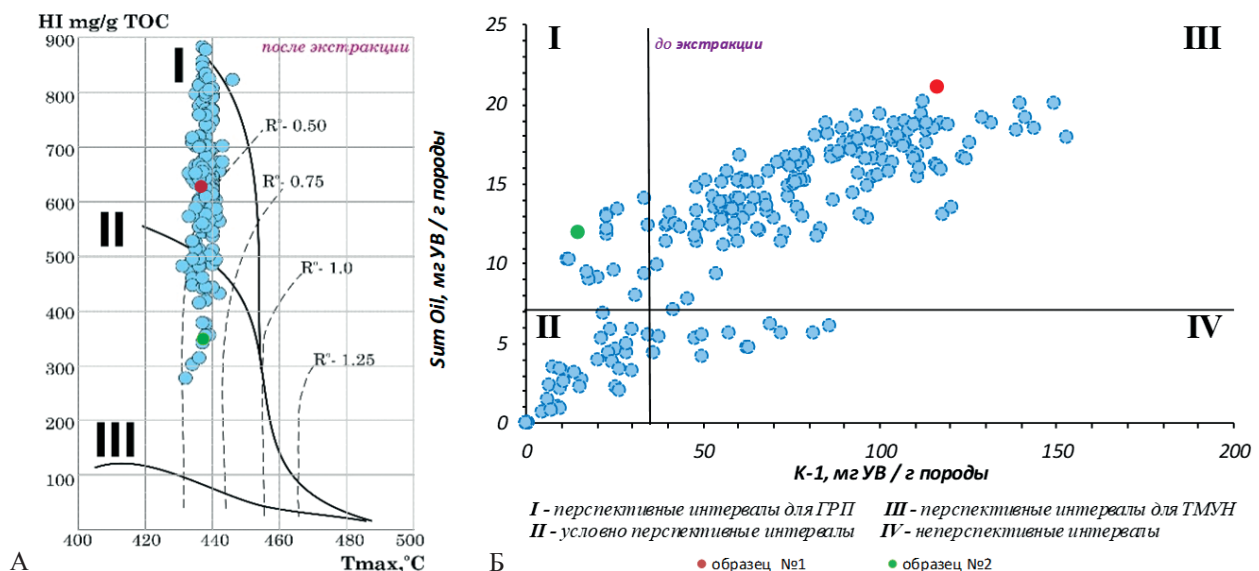 HI mg/g TOC
900
800
700
600
500
400
300
200
100
после экстракции
I
II
III
R°- 0.50
R°- 0.75
R°- 1.0
R°- 1.25
400
420
440
460
480
500
Tmax,°C
А
Sum Oil, мг УВ / г породы
25
20
15
10
5
0
I
до экстракции
III
II
IV
0
50
100
150
200
К-1, мг УВ / г породы
I - перспективные интервалы для ГРП
III - перспективные интервалы для ТМУН
II - условно перспективные интервалы
IV - неперспективные интервалы
образец №1
образец №2
Б